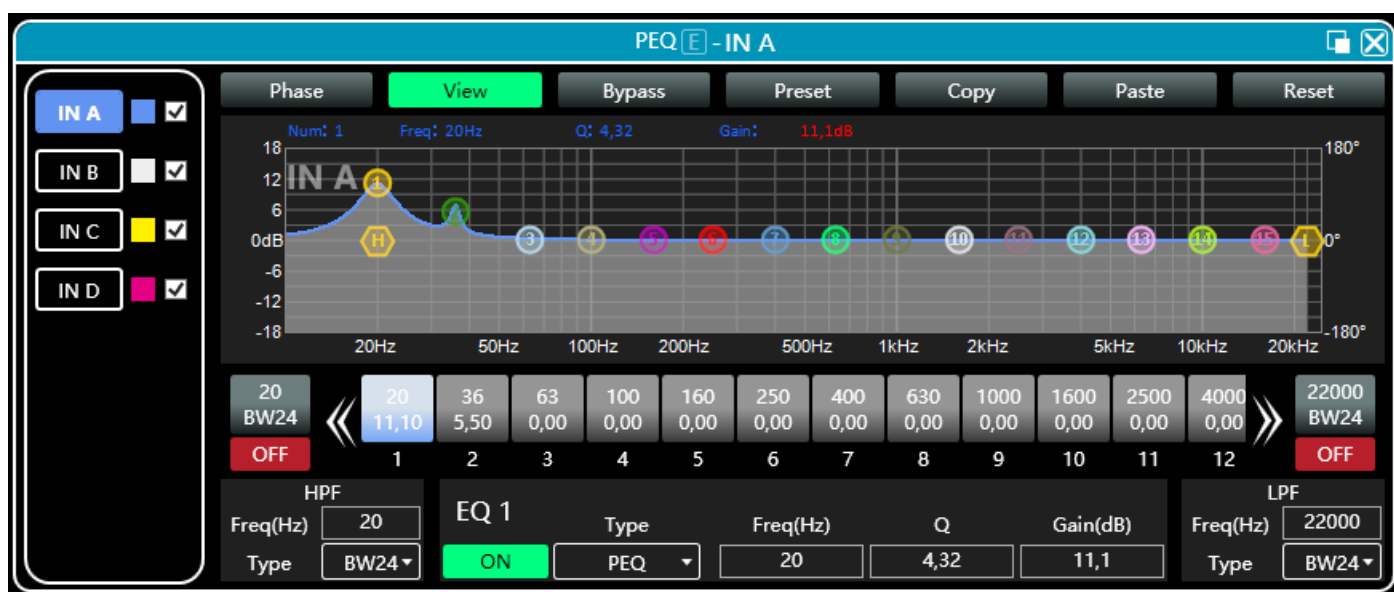 PEQ E - IN A
IN A
IN B
IN C
IN D
Phase View Bypass Preset Copy Paste Reset
Num: 1 Freq: 20Hz Q: 4,32 Gain: 11,1dB
IN A
18
12
6
0dB
-6
-12
-18
180°
0°
-180°
1 2 3 4 5 6 7 8 9 10 11 12 13 14 15
H L
20Hz 50Hz 100Hz 200Hz 500Hz 1kHz 2kHz 5kHz 10kHz 20kHz
20 20 36 63 100 160 250 400 630 1000 1600 2500 4000 22000
BW24 11,10 5,50 0,00 0,00 0,00 0,00 0,00 0,00 0,00 0,00 0,00 0,00 BW24
OFF 1 2 3 4 5 6 7 8 9 10 11 12 OFF
HPF
Freq(Hz) 20
Type BW24
EQ 1 Type Freq(Hz) Q Gain(dB)
ON PEQ 20 4,32 11,1
LPF
Freq(Hz) 22000
Type BW24